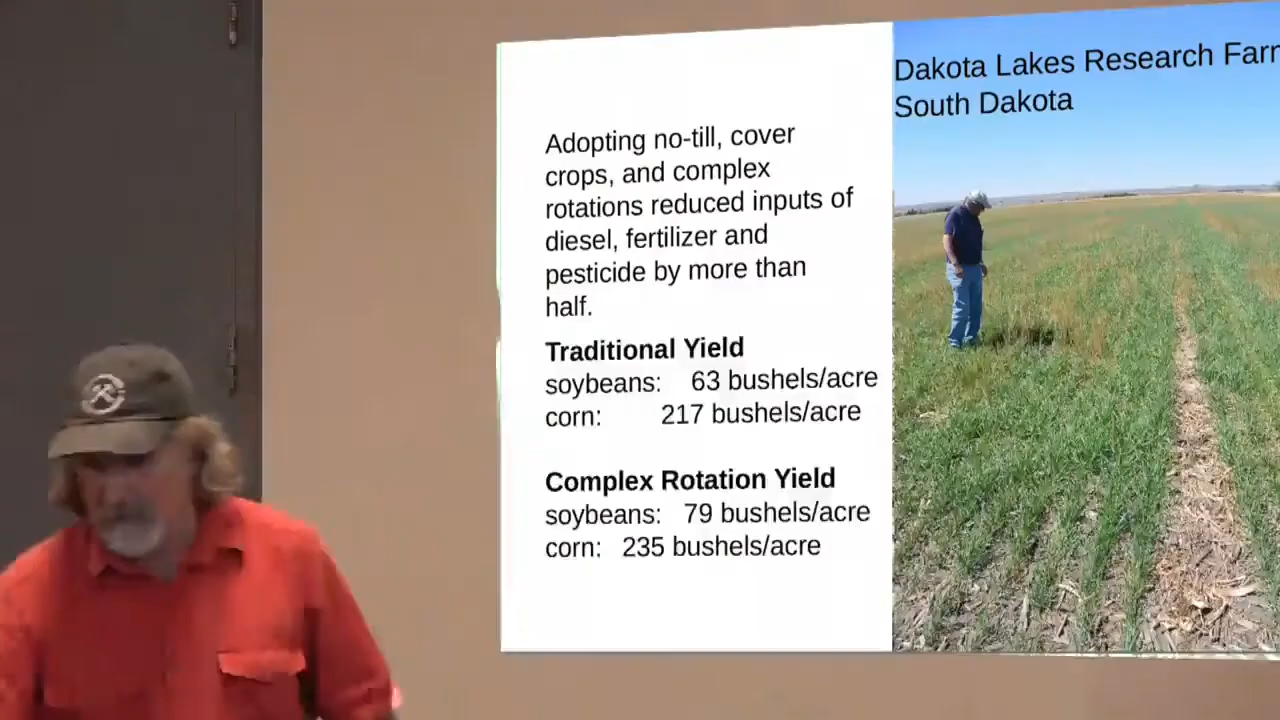 Adopting no-till, cover
crops, and complex
rotations reduced inputs of
diesel, fertilizer and
pesticide by more than
half.
Traditional Yield
soybeans: 63 bushels/acre
corn: 217 bushels/acre
Complex Rotation Yield
soybeans: 79 bushels/acre
corn: 235 bushels/acre
Dakota Lakes Research Farm
South Dakota